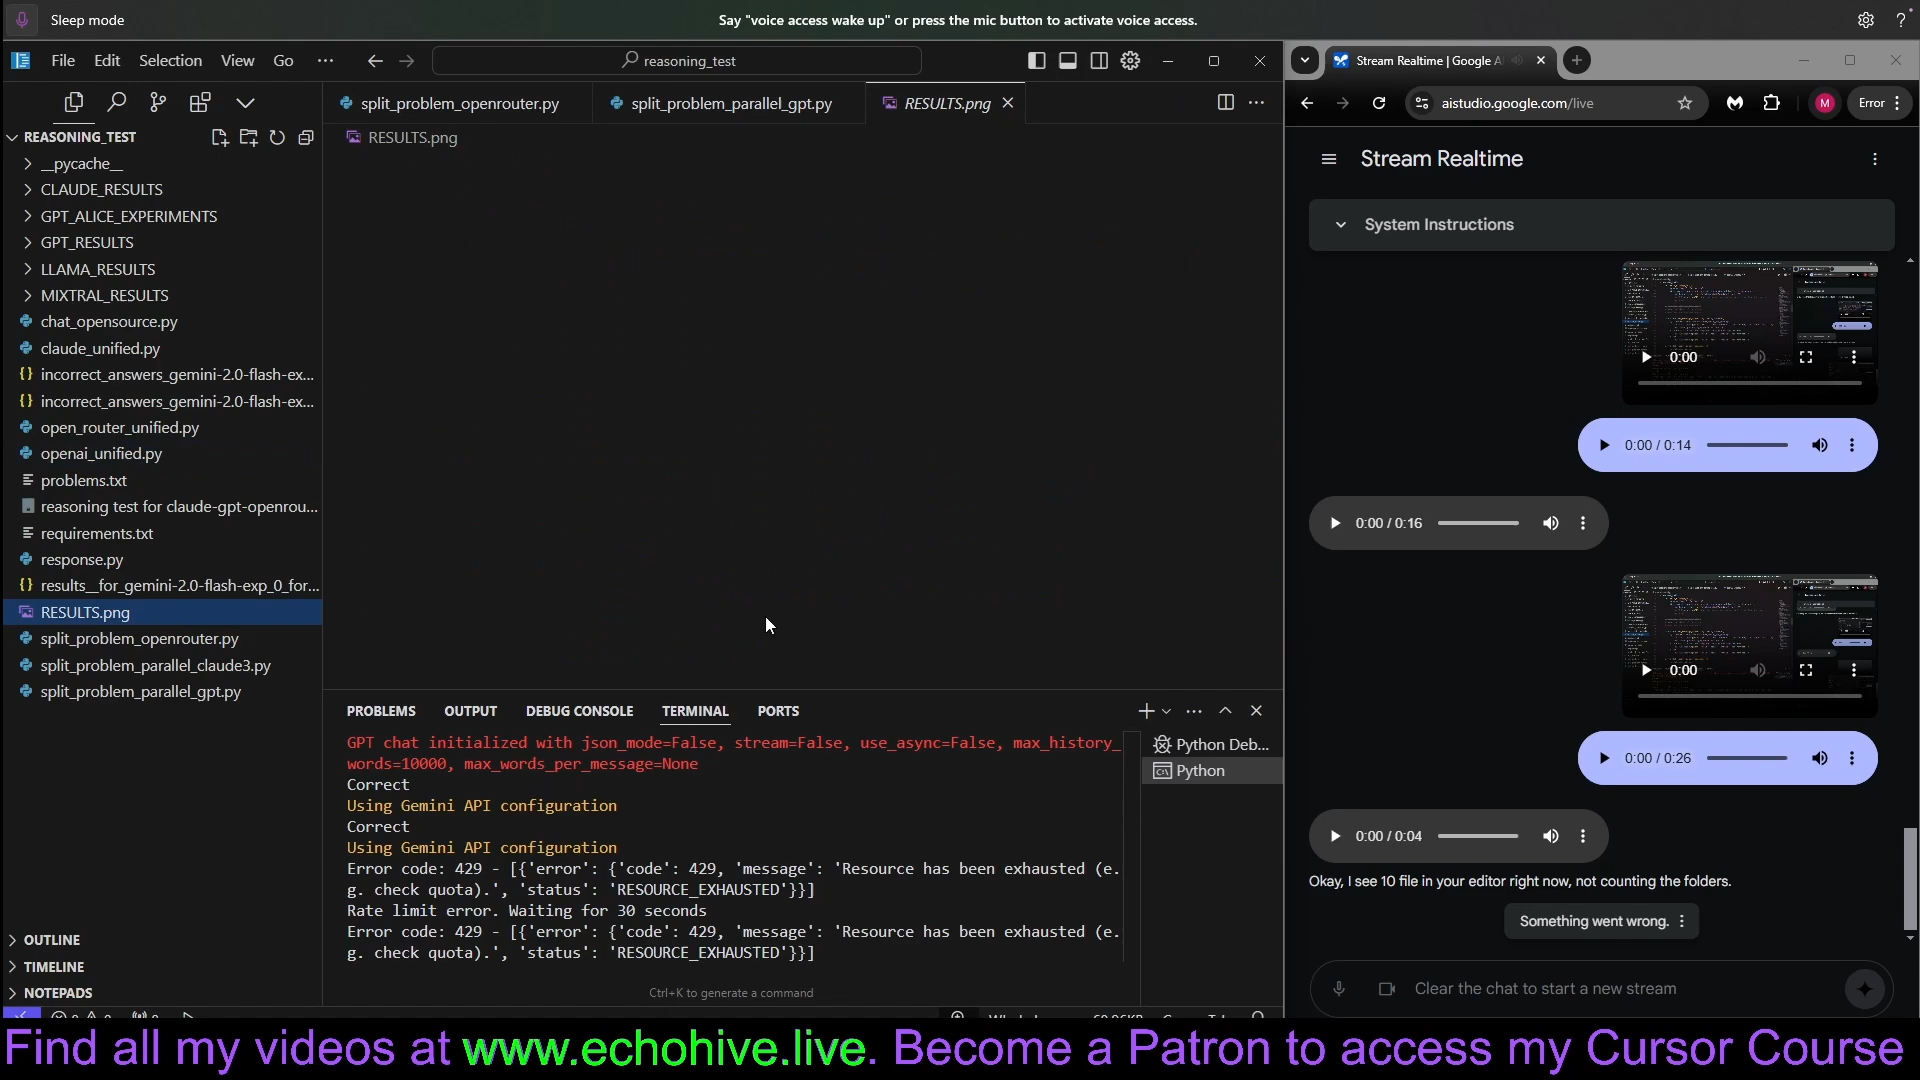 Sleep mode
Say "voice access wake up" or press the mic button to activate voice access.
File Edit Selection View Go ···
reasoning_test
REASONING_TEST
__pycache__
CLAUDE_RESULTS
GPT_ALICE_EXPERIMENTS
GPT_RESULTS
LLAMA_RESULTS
MIXTRAL_RESULTS
chat_opensource.py
claude_unified.py
incorrect_answers_gemini-2.0-flash-ex...
incorrect_answers_gemini-2.0-flash-ex...
open_router_unified.py
openai_unified.py
problems.txt
reasoning test for claude-gpt-openrou...
requirements.txt
response.py
results__for_gemini-2.0-flash-exp_0_for...
RESULTS.png
split_problem_openrouter.py
split_problem_parallel_claude3.py
split_problem_parallel_gpt.py
OUTLINE
TIMELINE
NOTEPADS
split_problem_openrouter.py
split_problem_parallel_gpt.py
RESULTS.png
RESULTS.png
PROBLEMS OUTPUT DEBUG CONSOLE TERMINAL PORTS
GPT chat initialized with json_mode=False, stream=False, use_async=False, max_history_
words=10000, max_words_per_message=None
Correct
Using Gemini API configuration
Correct
Using Gemini API configuration
Error code: 429 - [{'error': {'code': 429, 'message': 'Resource has been exhausted (e.
g. check quota).', 'status': 'RESOURCE_EXHAUSTED'}}]
Rate limit error. Waiting for 30 seconds
Error code: 429 - [{'error': {'code': 429, 'message': 'Resource has been exhausted (e.
g. check quota).', 'status': 'RESOURCE_EXHAUSTED'}}]
Ctrl+K to generate a command
Python Deb...
Python
Stream Realtime | Google A
aistudio.google.com/live
M
Error
Stream Realtime
System Instructions
0:00
0:00 / 0:14
0:00 / 0:16
0:00
0:00 / 0:26
0:00 / 0:04
Okay, I see 10 file in your editor right now, not counting the folders.
Something went wrong.
Clear the chat to start a new stream
Find all my videos at www.echohive.live. Become a Patron to access my Cursor Course